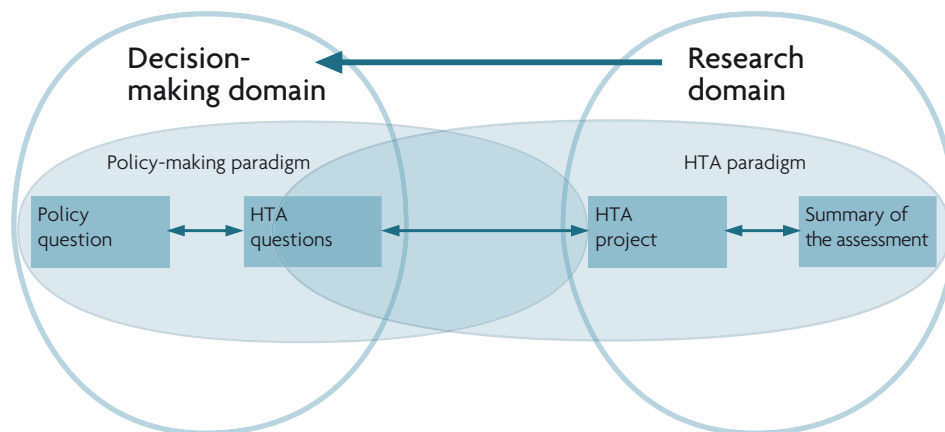 Decision-
making domain
Research
domain
Policy-making paradigm
HTA paradigm
Policy
question
HTA
questions
HTA
project
Summary of
the assessment